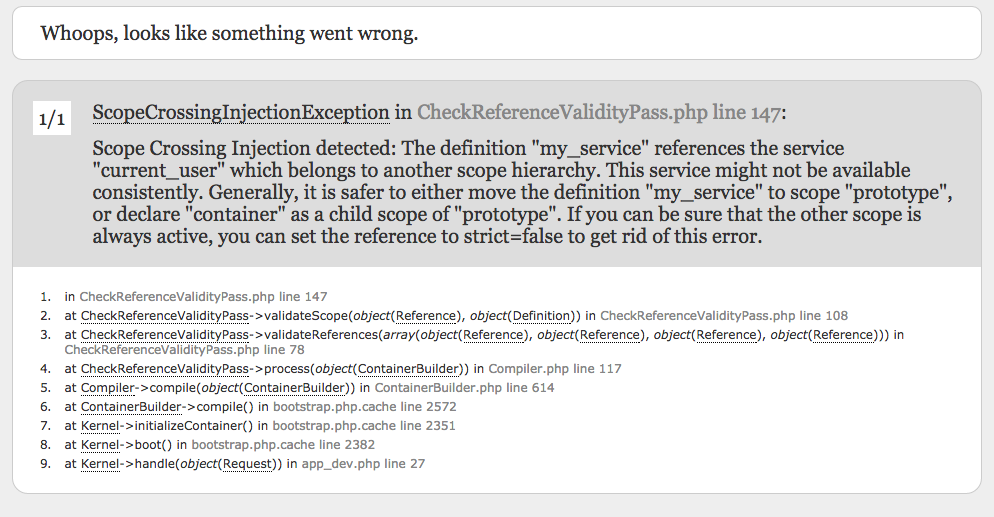 Whoops, looks like something went wrong.
1/1
ScopeCrossingInjectionException in CheckReferenceValidityPass.php line 147:
Scope Crossing Injection detected: The definition "my_service" references the service
"current_user" which belongs to another scope hierarchy. This service might not be available
consistently. Generally, it is safer to either move the definition "my_service" to scope "prototype",
or declare "container" as a child scope of "prototype". If you can be sure that the other scope is
always active, you can set the reference to strict=false to get rid of this error.
1. in CheckReferenceValidityPass.php line 147
2. at CheckReferenceValidityPass->validateScope(object(Reference), object(Definition)) in CheckReferenceValidityPass.php line 108
3. at CheckReferenceValidityPass->validateReferences(array(object(Reference), object(Reference), object(Reference), object(Reference))) in
CheckReferenceValidityPass.php line 78
4. at CheckReferenceValidityPass->process(object(ContainerBuilder)) in Compiler.php line 117
5. at Compiler->compile(object(ContainerBuilder)) in ContainerBuilder.php line 614
6. at ContainerBuilder->compile() in bootstrap.php.cache line 2572
7. at Kernel->initializeContainer() in bootstrap.php.cache line 2351
8. at Kernel->boot() in bootstrap.php.cache line 2382
9. at Kernel->handle(object(Request)) in app_dev.php line 27